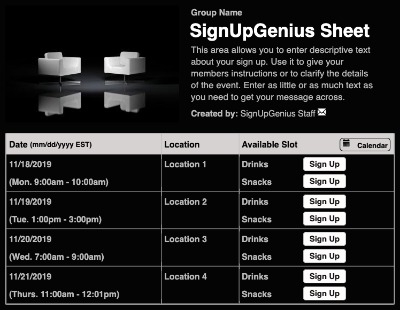 Group Name
SignUpGenius Sheet
This area allows you to enter descriptive text
about your sign up. Use it to give your
members instructions or to clarify the details
of the event. Enter as little or as much text as
you need to get your message across.
Created by: SignUpGenius Staff
Date (mm/dd/yyyy EST) Location Available Slot Calendar
11/18/2019 Location 1 Drinks Sign Up
(Mon. 9:00am - 10:00am) Snacks Sign Up
11/19/2019 Location 2 Drinks Sign Up
(Tue. 1:00pm - 3:00pm) Snacks Sign Up
11/20/2019 Location 3 Drinks Sign Up
(Wed. 7:00am - 9:00am) Snacks Sign Up
11/21/2019 Location 4 Drinks Sign Up
(Thurs. 11:00am - 12:01pm) Snacks Sign Up